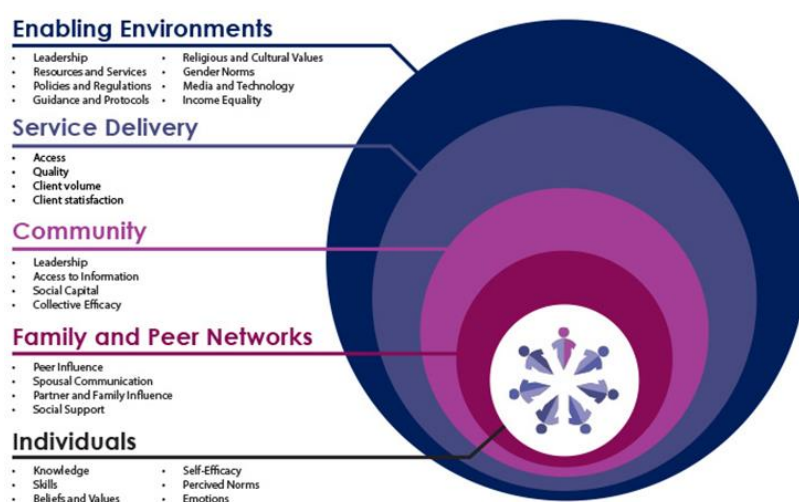 Enabling Environments
• Leadership
• Resources and Services
• Policies and Regulations
• Guidance and Protocols
• Religious and Cultural Values
• Gender Norms
• Media and Technology
• Income Equality
Service Delivery
• Access
• Quality
• Client volume
• Client statisfaction
Community
• Leadership
• Access to Information
• Social Capital
• Collective Efficacy
Family and Peer Networks
• Peer Influence
• Spousal Communication
• Partner and Family Influence
• Social Support
Individuals
• Knowledge
• Skills
• Beliefs and Values
• Self-Efficacy
• Percived Norms
• Emotions